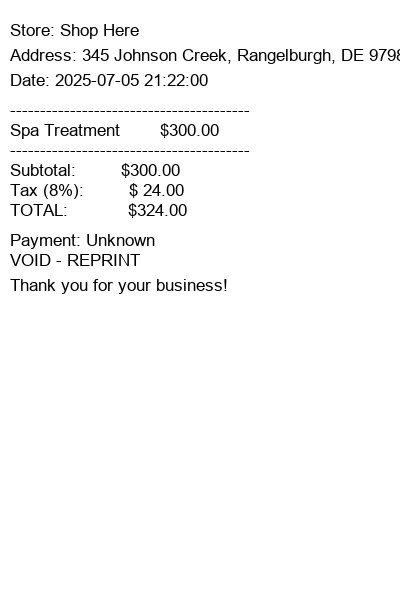 Store: Shop Here
Address: 345 Johnson Creek, Rangelburgh, DE
Date: 2025-07-05 21:22:00
----------------------------------------
Spa Treatment $300.00
----------------------------------------
Subtotal: $300.00
Tax (8%): $ 24.00
TOTAL: $324.00
Payment: Unknown
VOID - REPRINT
Thank you for your business!